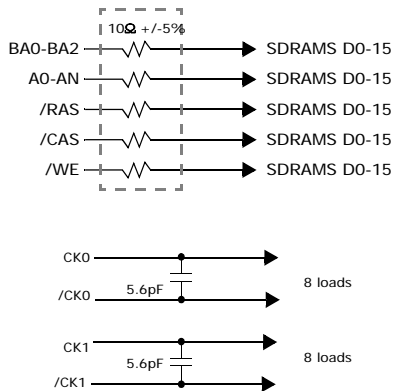 10Ω +/-5%
BA0-BA2 SDRAMS D0-15
A0-AN SDRAMS D0-15
/RAS SDRAMS D0-15
/CAS SDRAMS D0-15
/WE SDRAMS D0-15
CK0
5.6pF 8 loads
/CK0
CK1
5.6pF 8 loads
/CK1